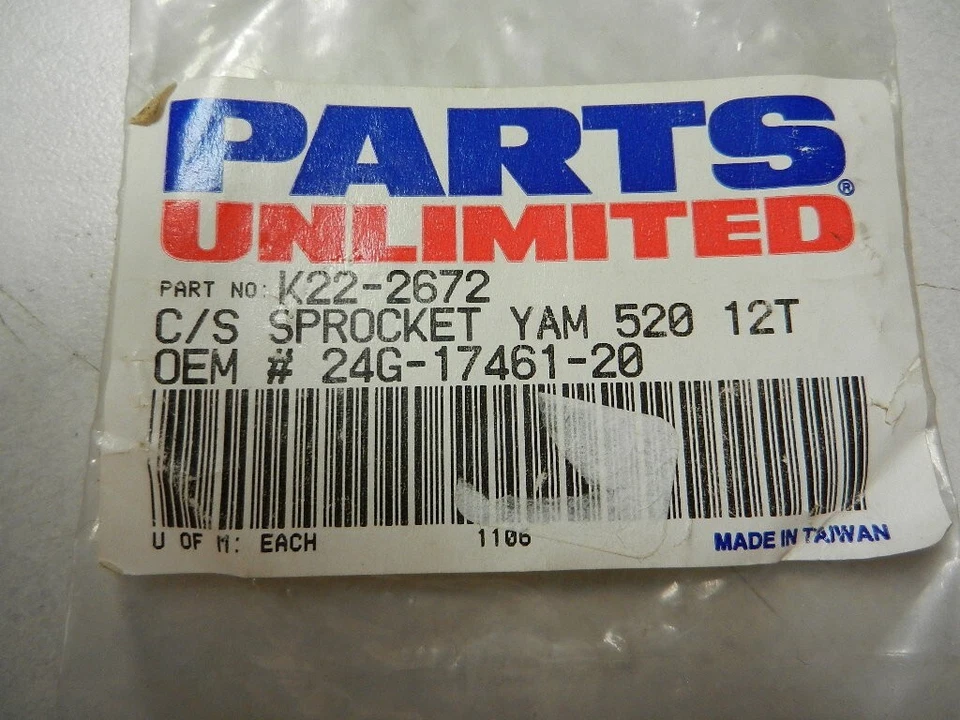 PARTS
UNLIMITED®
PART NO: K22-2672
C/S SPROCKET YAM 520 12T
OEM # 24G-17461-20
U OF M: EACH 1106 MADE IN TAIWAN